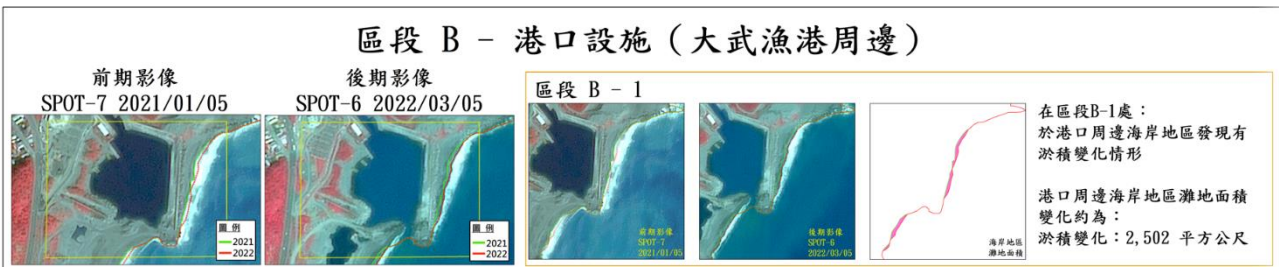 區段 B - 港口設施（大武漁港周邊）
前期影像
SPOT-7 2021/01/05
圖 例
2021
2022
後期影像
SPOT-6 2022/03/05
圖 例
2021
2022
區段 B - 1
前期影像
SPOT-7
2021/01/05
後期影像
SPOT-6
2022/03/05
海岸地區
灘地面積
在區段B-1處：
於港口周邊海岸地區發現有
淤積變化情形
港口周邊海岸地區灘地面積
變化約為：
淤積變化：2,502 平方公尺